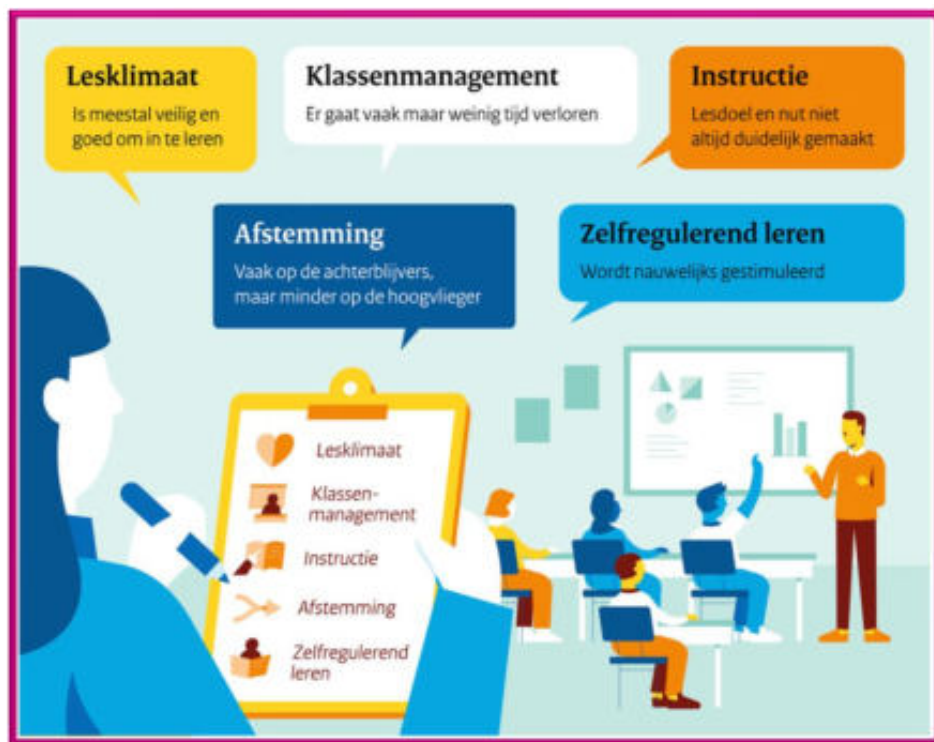 Lesklimaat
Is meestal veilig en
goed om in te leren
Klassenmanagement
Er gaat vaak maar weinig tijd verloren
Instructie
Lesdoel en nut niet
altijd duidelijk gemaakt
Afstemming
Vaak op de achterblijvers,
maar minder op de hoogvlieger
Zelfregulerend leren
Wordt nauwelijks gestimuleerd
Lesklimaat
Klassen-
management
Instructie
Afstemming
Zelfregulerend
leren